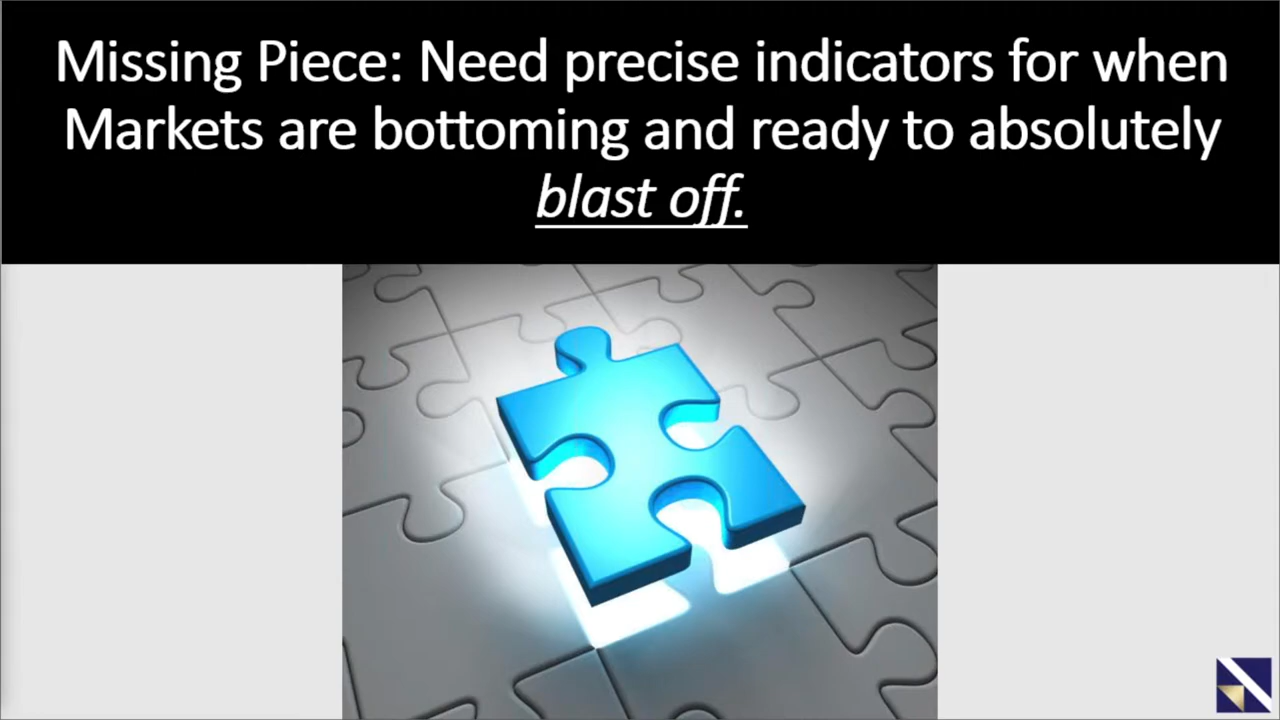 Missing Piece: Need precise indicators for when
Markets are bottoming and ready to absolutely
blast off.